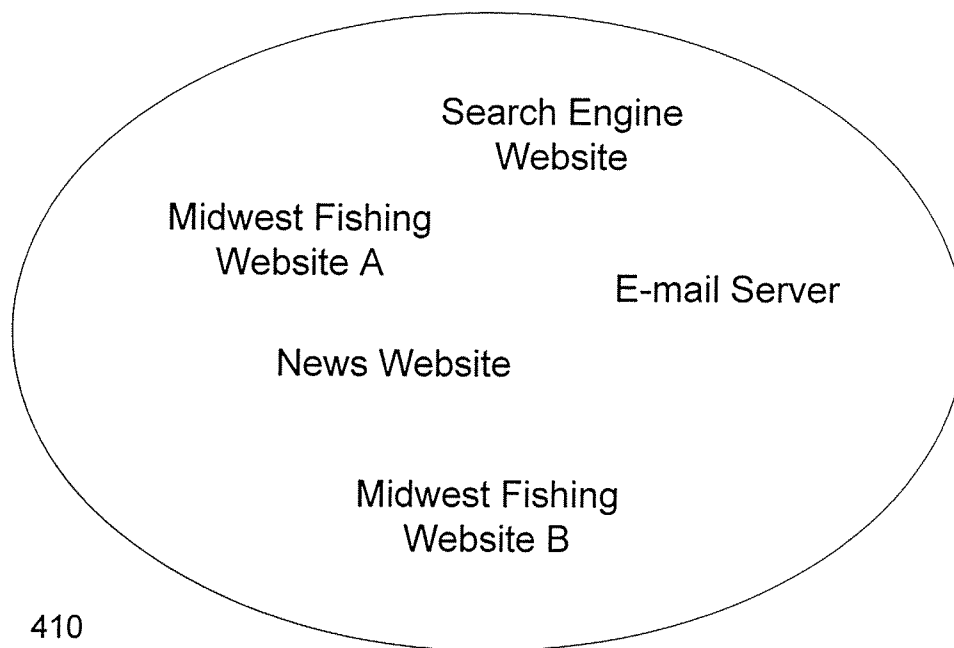 Search Engine
Website
Midwest Fishing
Website A
E-mail Server
News Website
Midwest Fishing
Website B
410